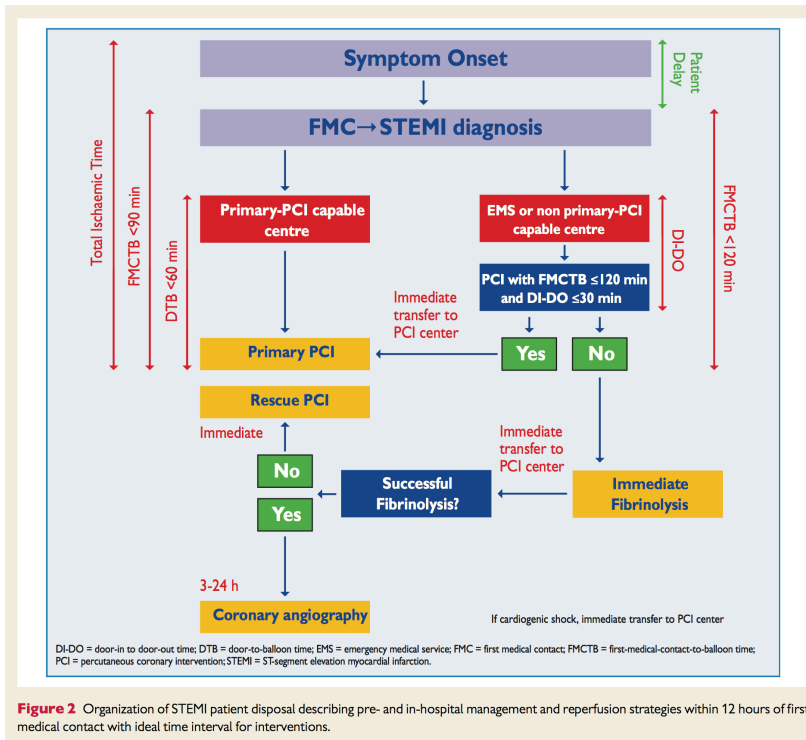 Symptom Onset
Patient
Delay
FMC→STEMI diagnosis
Total Ischaemic Time
FMCTB <90 min
DTB <60 min
Primary-PCI capable
centre
EMS or non primary-PCI
capable centre
DI-DO
FMCTB <120 min
PCI with FMCTB ≤120 min
and DI-DO ≤30 min
Immediate
transfer to
PCI center
Primary PCI
Yes
No
Rescue PCI
Immediate
No
Yes
Successful
Fibrinolysis?
Immediate
transfer to
PCI center
Immediate
Fibrinolysis
3-24 h
Coronary angiography
If cardiogenic shock, immediate transfer to PCI center
DI-DO = door-in to door-out time; DTB = door-to-balloon time; EMS = emergency medical service; FMC = first medical contact; FMCTB = first-medical-contact-to-balloon time;
PCI = percutaneous coronary intervention; STEMI = ST-segment elevation myocardial infarction.
Figure 2 Organization of STEMI patient disposal describing pre- and in-hospital management and reperfusion strategies within 12 hours of first
medical contact with ideal time interval for interventions.